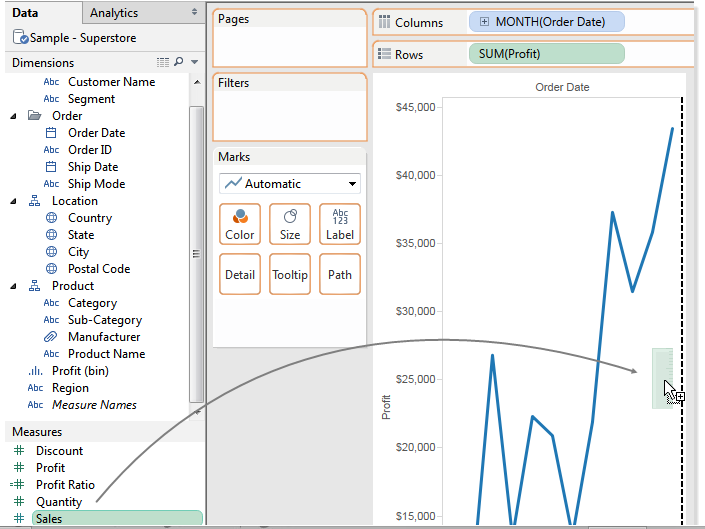 Data
Analytics
Sample - Superstore
Dimensions
Abc Customer Name
Abc Segment
Order
Order Date
Abc Order ID
Ship Date
Abc Ship Mode
Location
Country
State
City
Postal Code
Product
Abc Category
Abc Sub-Category
Manufacturer
Abc Product Name
Profit (bin)
Abc Region
Abc Measure Names
Measures
# Discount
# Profit
=# Profit Ratio
# Quantity
# Sales
Pages
Filters
Marks
Automatic
Color
Size
Abc
123
Label
Detail
Tooltip
Path
Columns
MONTH(Order Date)
Rows
SUM(Profit)
Order Date
$45,000
$40,000
$35,000
$30,000
$25,000
$20,000
$15,000
Profit